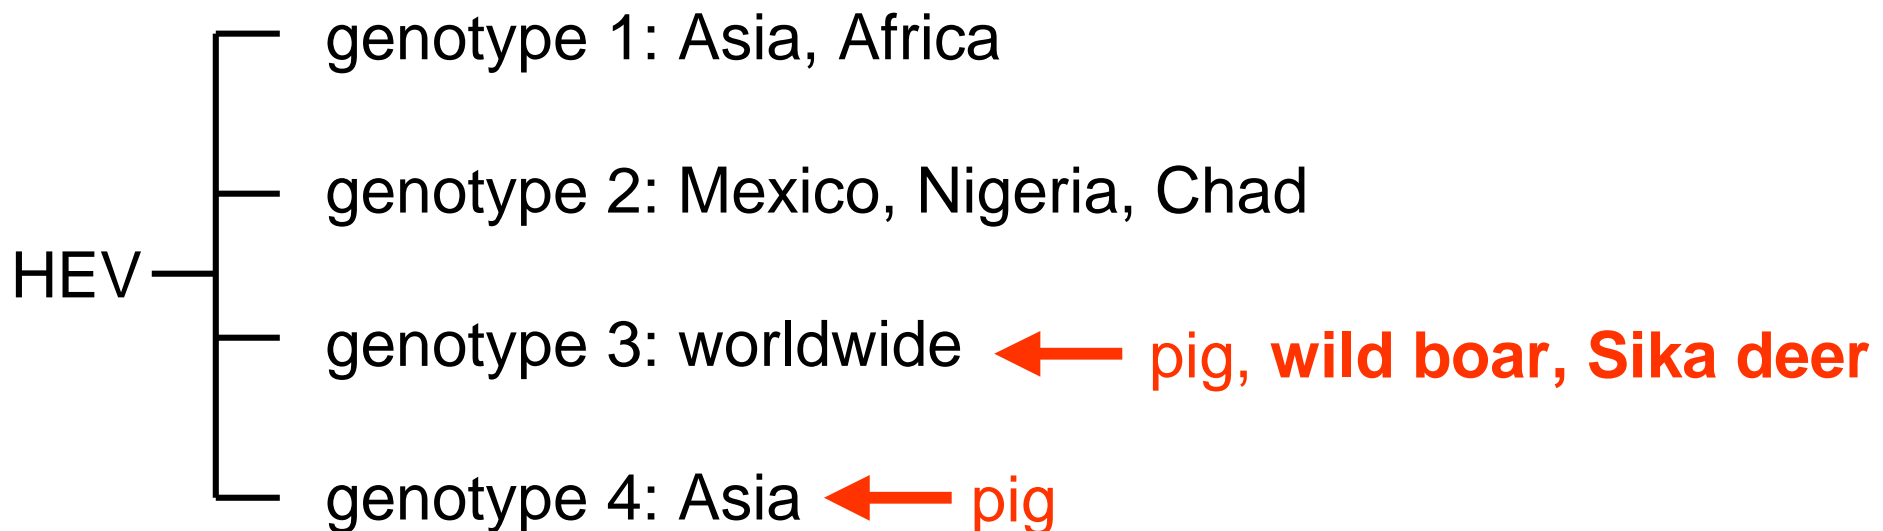 genotype 1: Asia, Africa
genotype 2: Mexico, Nigeria, Chad
HEV
genotype 3: worldwide pig, wild boar, Sika deer
genotype 4: Asia pig